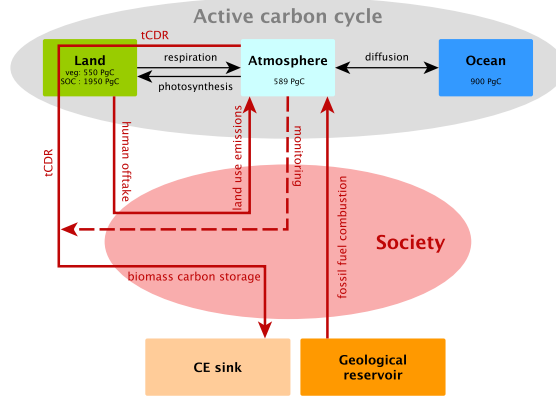 Active carbon cycle
tCDR
Land
veg: 550 PgC
SOC : 1950 PgC
respiration
photosynthesis
Atmosphere
589 PgC
diffusion
Ocean
900 PgC
tCDR
human offtake
land use emissions
monitoring
fossil fuel combustion
Society
biomass carbon storage
CE sink
Geological
reservoir